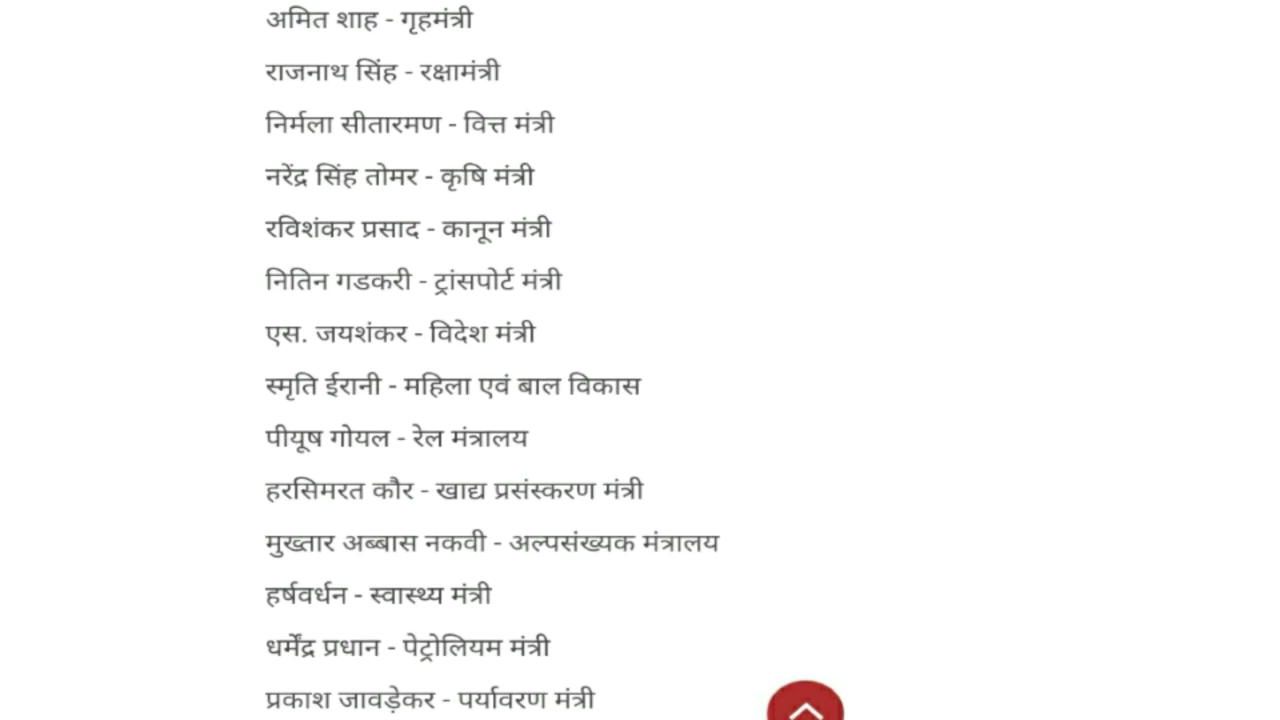 अमित शाह - गृहमंत्री
राजनाथ सिंह - रक्षामंत्री
निर्मला सीतारमण - वित्त मंत्री
नरेंद्र सिंह तोमर - कृषि मंत्री
रविशंकर प्रसाद - कानून मंत्री
नितिन गडकरी - ट्रांसपोर्ट मंत्री
एस. जयशंकर - विदेश मंत्री
स्मृति ईरानी - महिला एवं बाल विकास
पीयूष गोयल - रेल मंत्रालय
हरसिमरत कौर - खाद्य प्रसंस्करण मंत्री
मुख्तार अब्बास नकवी - अल्पसंख्यक मंत्रालय
हर्षवर्धन - स्वास्थ्य मंत्री
धर्मेंद्र प्रधान - पेट्रोलियम मंत्री
प्रकाश जावड़ेकर - पर्यावरण मंत्री